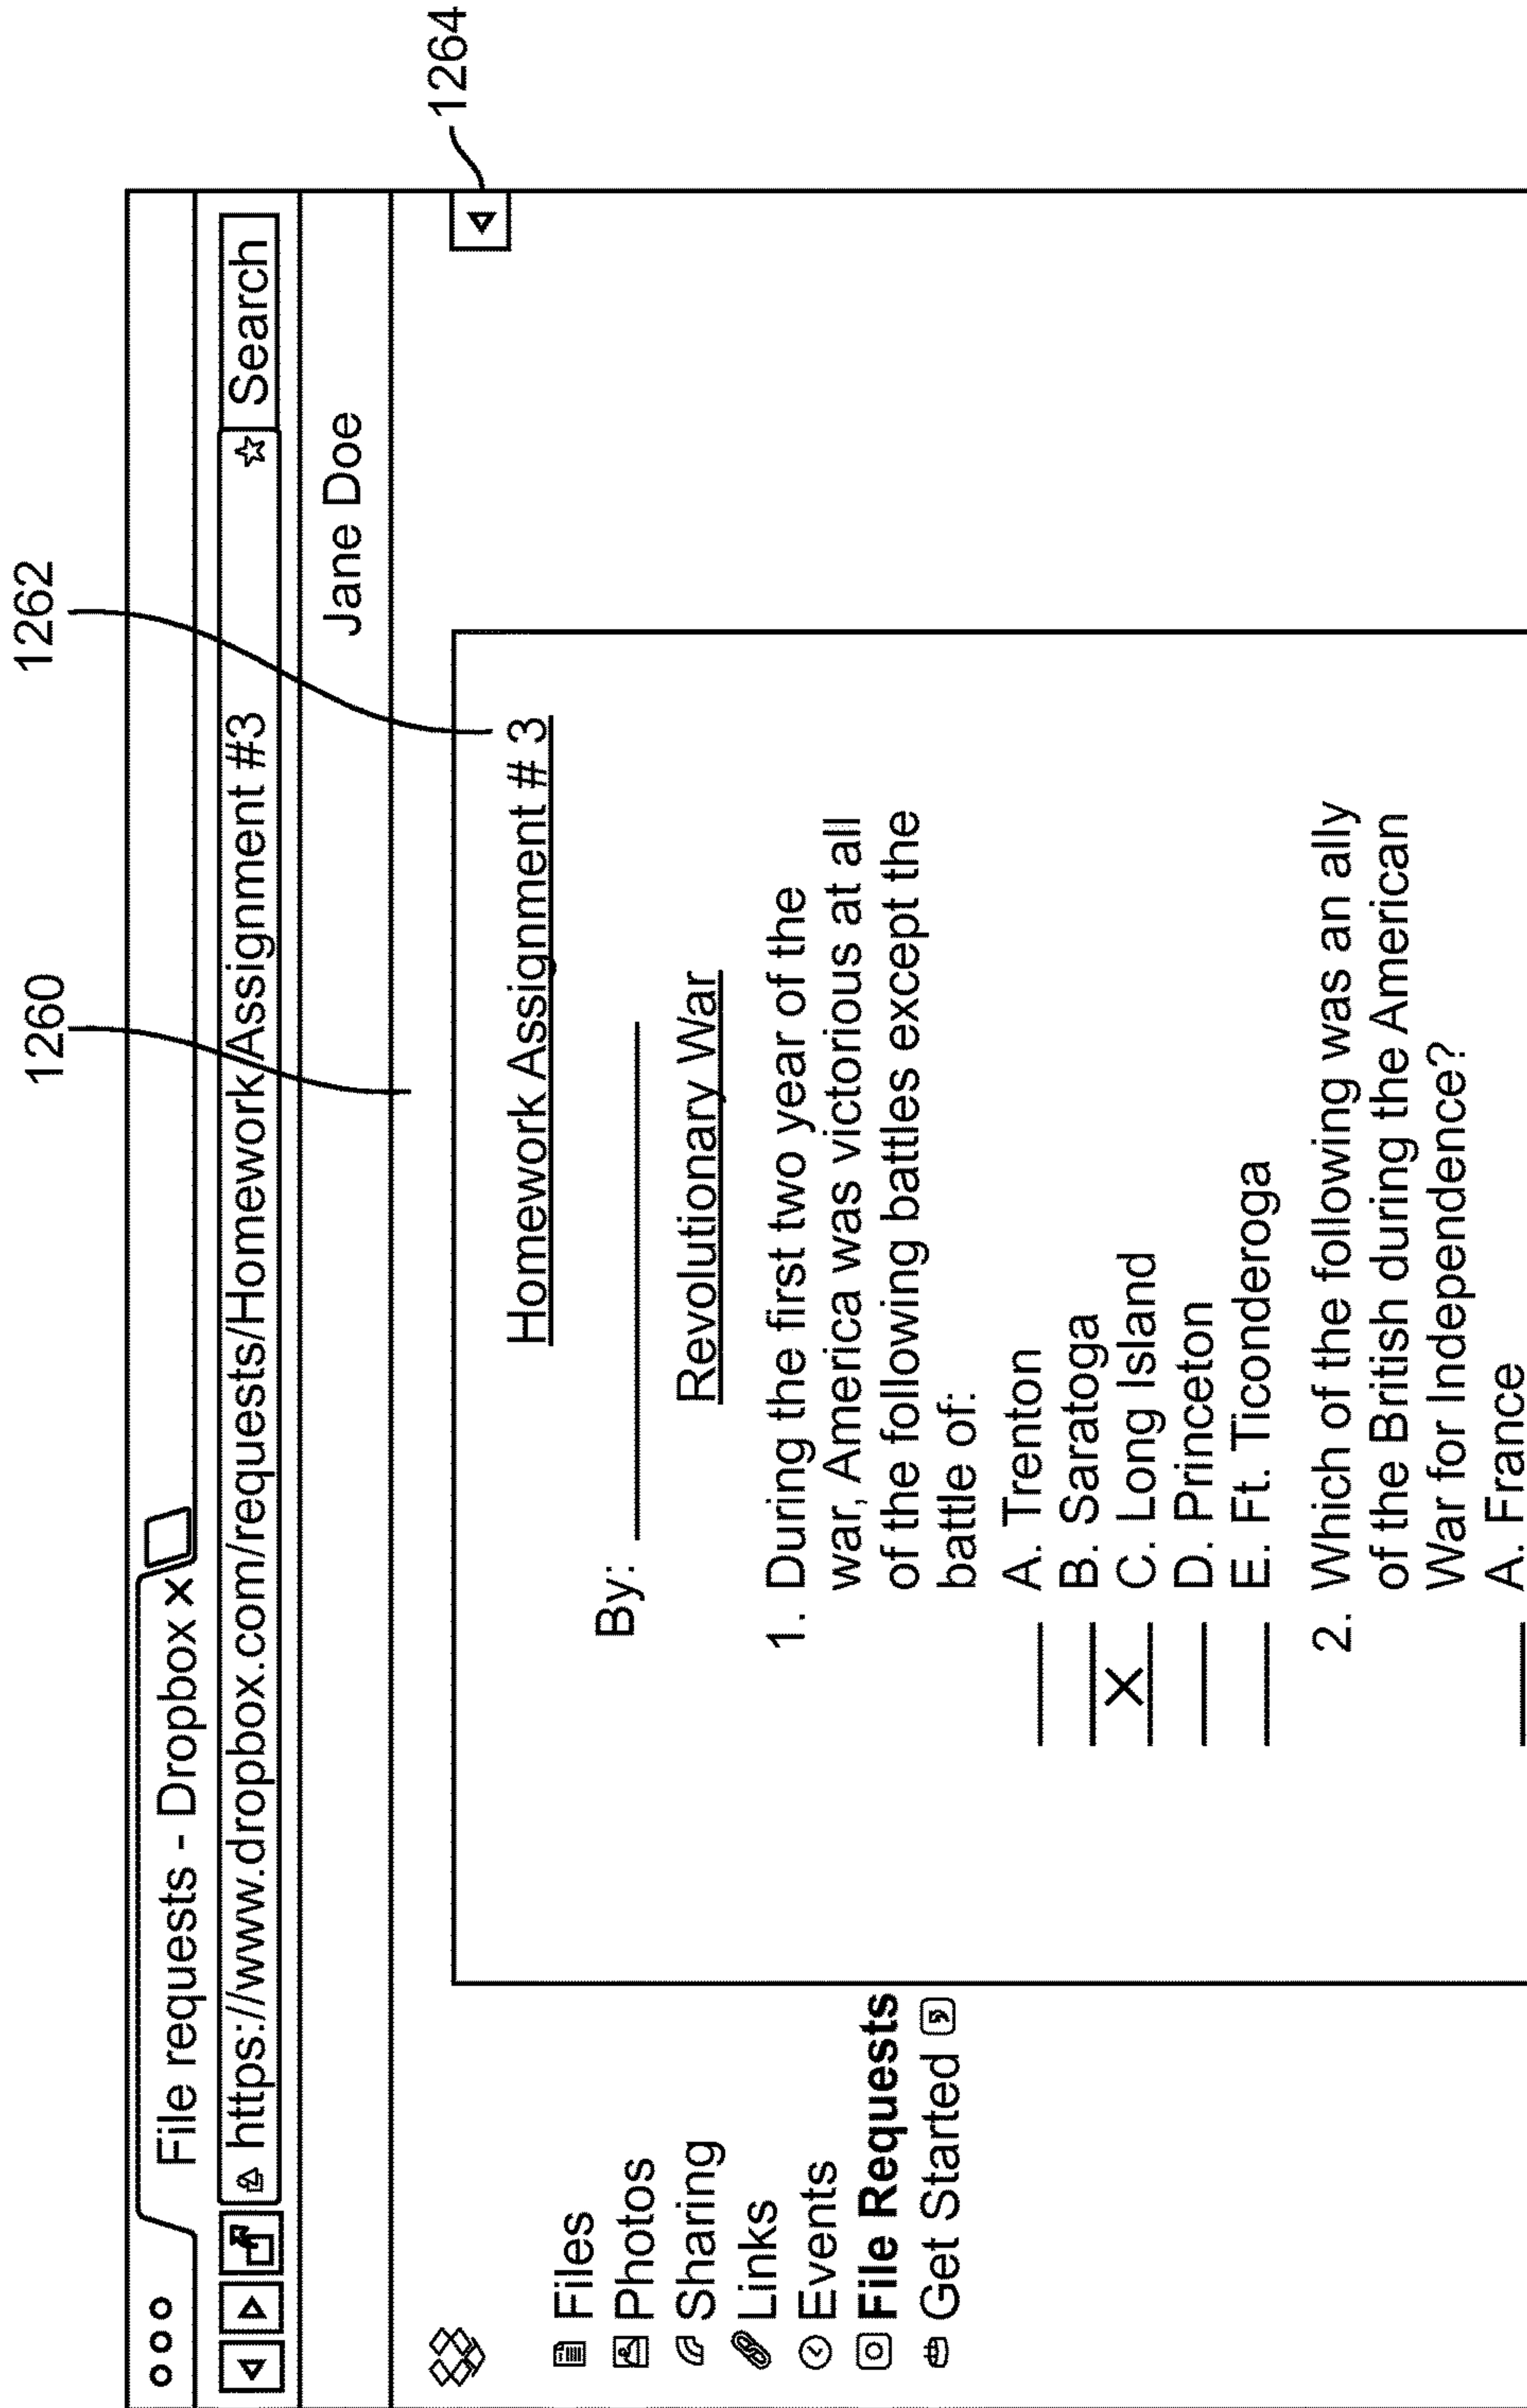 1260
1262
1264
File requests - Dropbox X
https://www.dropbox.com/requests/Homework/Assignment #3
Search
Jane Doe
Files
Photos
Sharing
Links
Events
File Requests
Get Started
Homework Assignment # 3
By:
Revolutionary War
1. During the first two year of the
war, America was victorious at all
of the following battles except the
battle of:
A. Trenton
B. Saratoga
X C. Long Island
D. Princeton
E. Ft. Ticonderoga
2. Which of the following was an ally
of the British during the American
War for Independence?
A. France